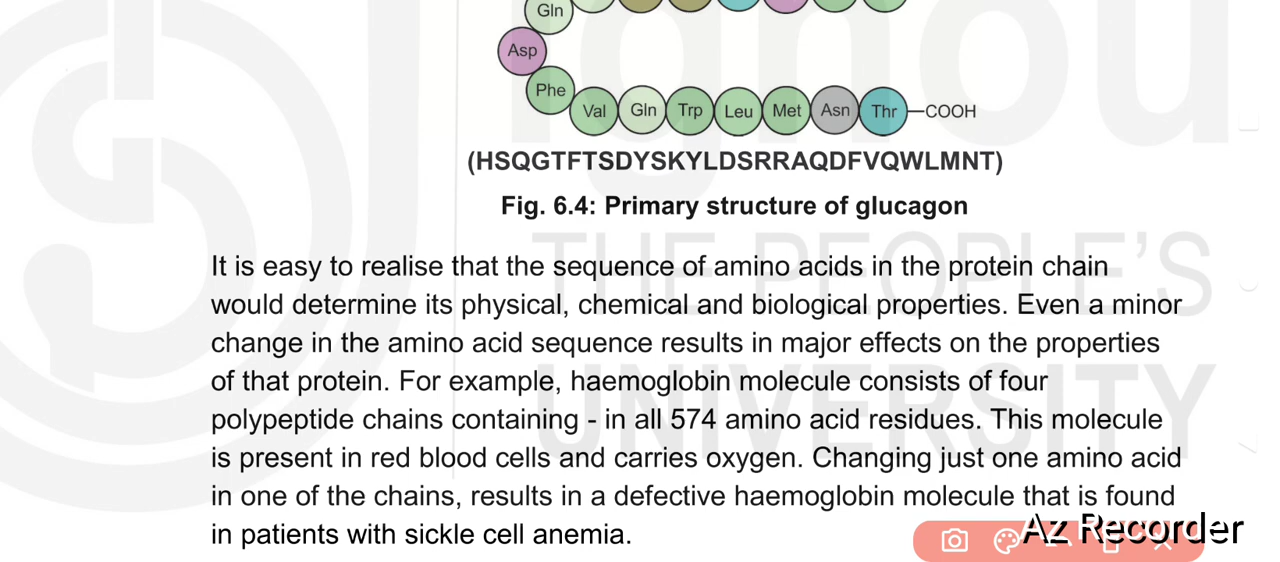 Gln
Asp
Phe
Val Gln Trp Leu Met Asn Thr COOH
(HSQGTFTSDYSKYLDSRRAQDFVQWLMNT)
Fig. 6.4: Primary structure of glucagon
ignou
THE PEOPLE'S
UNIVERSITY
It is easy to realise that the sequence of amino acids in the protein chain
would determine its physical, chemical and biological properties. Even a minor
change in the amino acid sequence results in major effects on the properties
of that protein. For example, haemoglobin molecule consists of four
polypeptide chains containing - in all 574 amino acid residues. This molecule
is present in red blood cells and carries oxygen. Changing just one amino acid
in one of the chains, results in a defective haemoglobin molecule that is found
in patients with sickle cell anemia.
Az Recorder